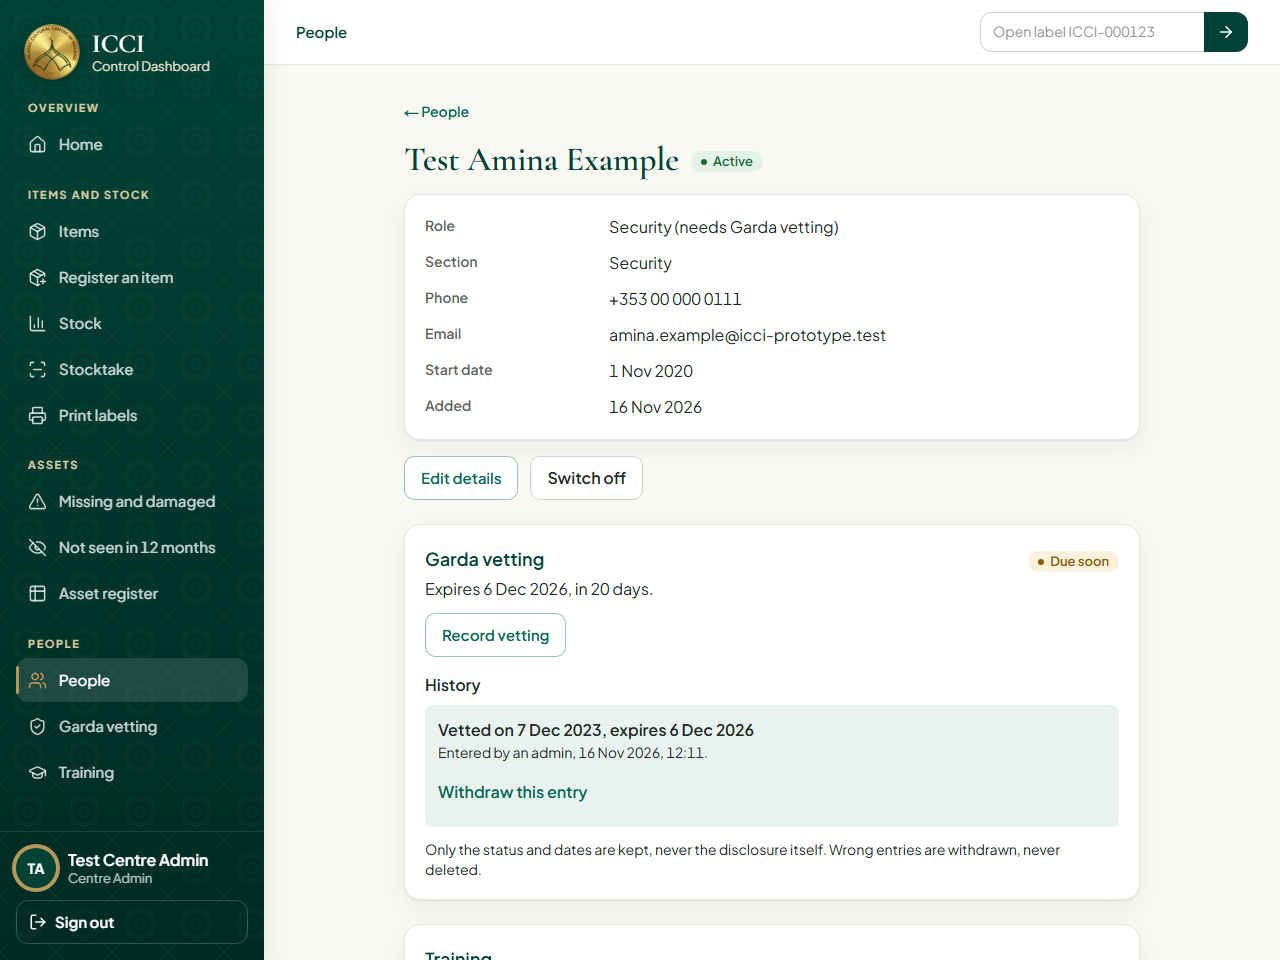 ICCI
Control Dashboard
OVERVIEW
Home
ITEMS AND STOCK
Items
Register an item
Stock
Stocktake
Print labels
ASSETS
Missing and damaged
Not seen in 12 months
Asset register
PEOPLE
People
Garda vetting
Training
TA
Test Centre Admin
Centre Admin
Sign out
People
Open label ICCI-000123
← People
Test Amina Example
Active
Role
Security (needs Garda vetting)
Section
Security
Phone
+353 00 000 0111
Email
amina.example@icci-prototype.test
Start date
1 Nov 2020
Added
16 Nov 2026
Edit details
Switch off
Garda vetting
Due soon
Expires 6 Dec 2026, in 20 days.
Record vetting
History
Vetted on 7 Dec 2023, expires 6 Dec 2026
Entered by an admin, 16 Nov 2026, 12:11.
Withdraw this entry
Only the status and dates are kept, never the disclosure itself. Wrong entries are withdrawn, never
deleted.
Training